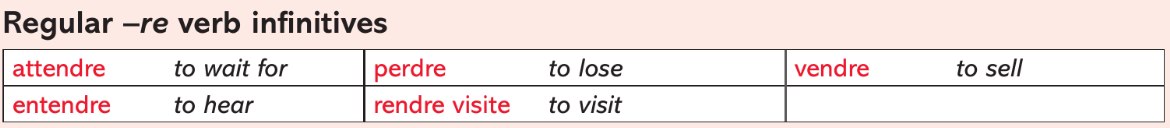 Regular –re verb infinitives
attendre to wait for perdre to lose vendre to sell
entendre to hear rendre visite to visit